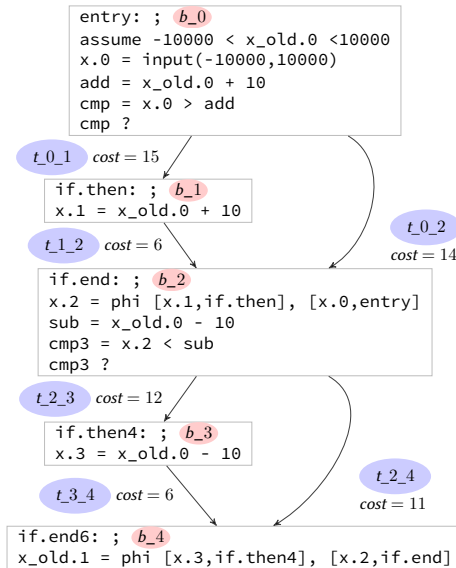 entry: ; b_0
assume -10000 < x_old.0 <10000
x.0 = input(-10000,10000)
add = x_old.0 + 10
cmp = x.0 > add
cmp ?
t_0_1 cost = 15
if.then: ; b_1
x.1 = x_old.0 + 10
t_1_2 cost = 6
t_0_2
cost = 14
if.end: ; b_2
x.2 = phi [x.1,if.then], [x.0,entry]
sub = x_old.0 - 10
cmp3 = x.2 < sub
cmp3 ?
t_2_3 cost = 12
if.then4: ; b_3
x.3 = x_old.0 - 10
t_3_4 cost = 6
t_2_4
cost = 11
if.end6: ; b_4
x_old.1 = phi [x.3,if.then4], [x.2,if.end]